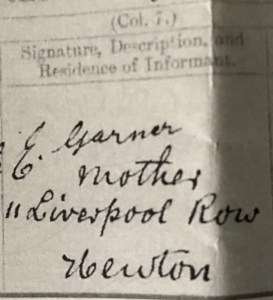 (Col. 7.)
Signature, Description, and
Residence of Informant.
E Garner
E. Mother
11 Liverpool Row
Newton